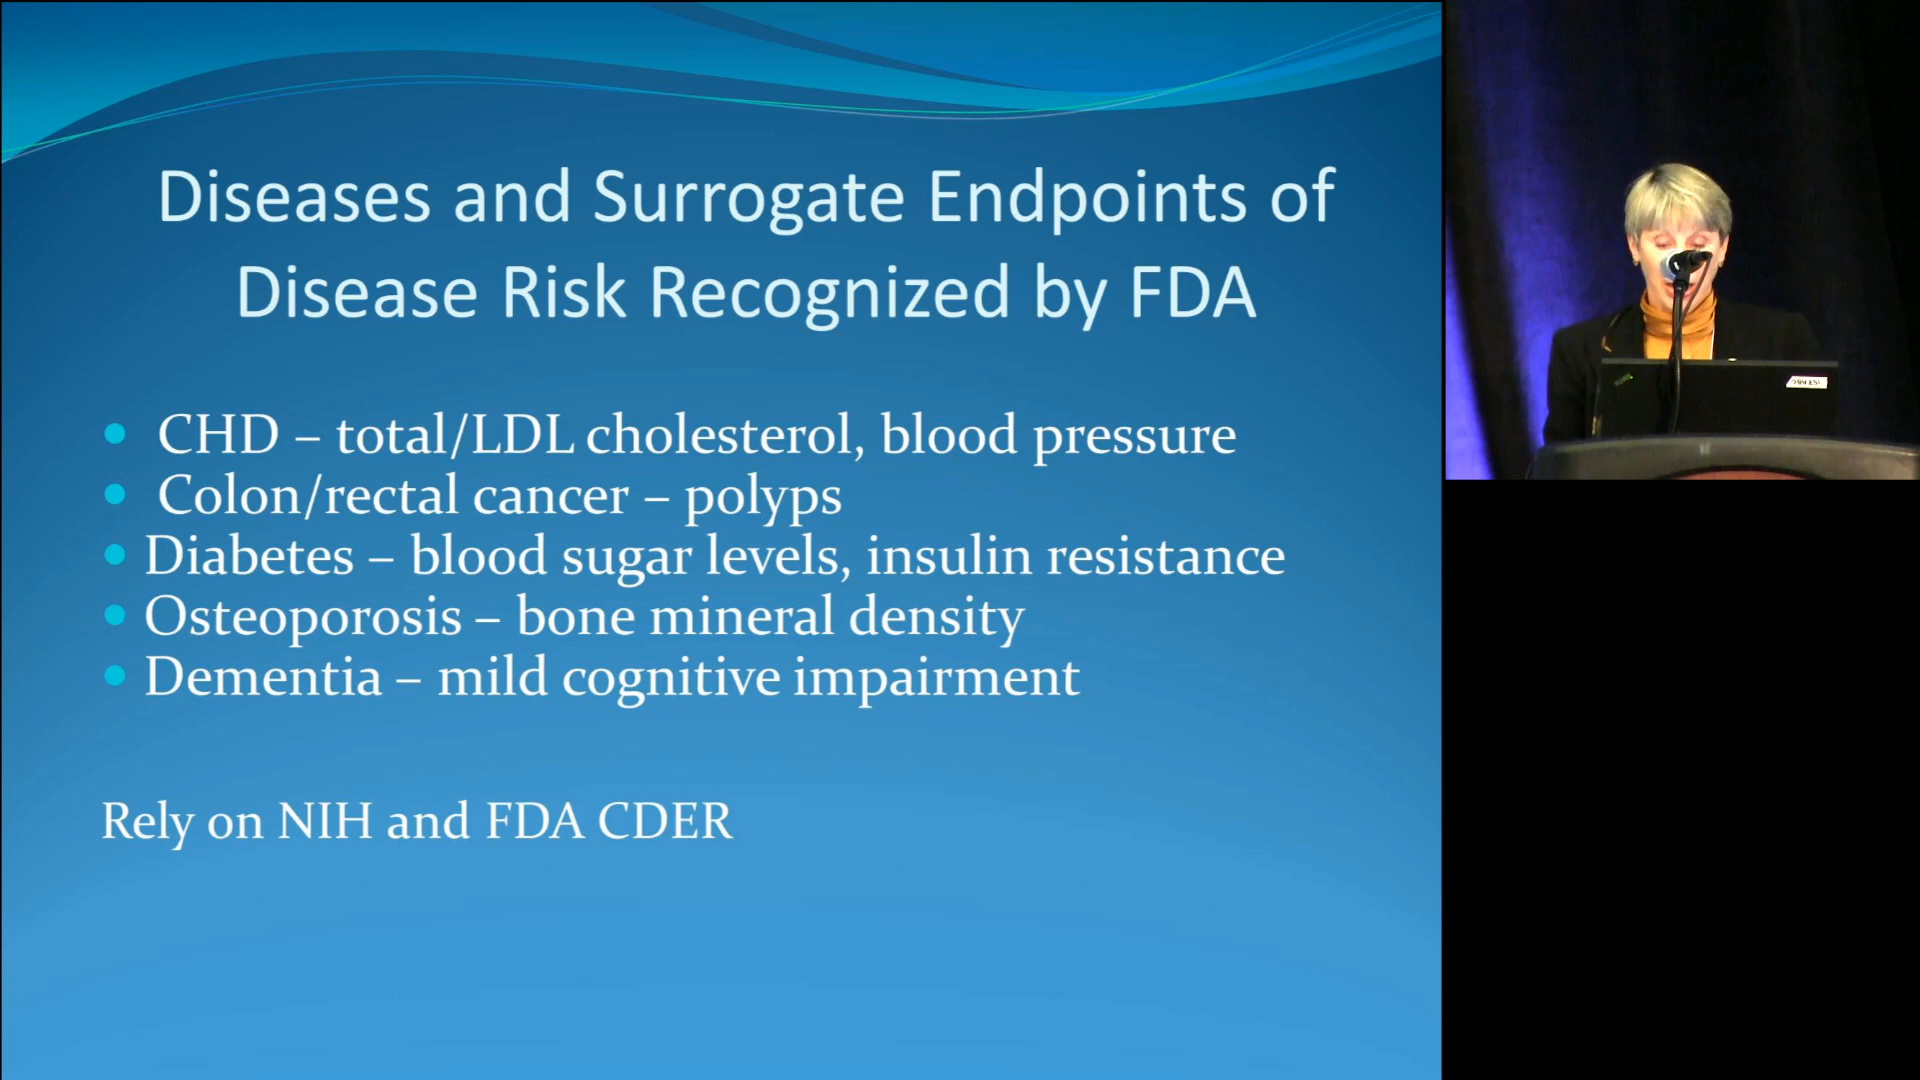 Diseases and Surrogate Endpoints of
Disease Risk Recognized by FDA
• CHD – total/LDL cholesterol, blood pressure
• Colon/rectal cancer – polyps
• Diabetes – blood sugar levels, insulin resistance
• Osteoporosis – bone mineral density
• Dementia – mild cognitive impairment
Rely on NIH and FDA CDER